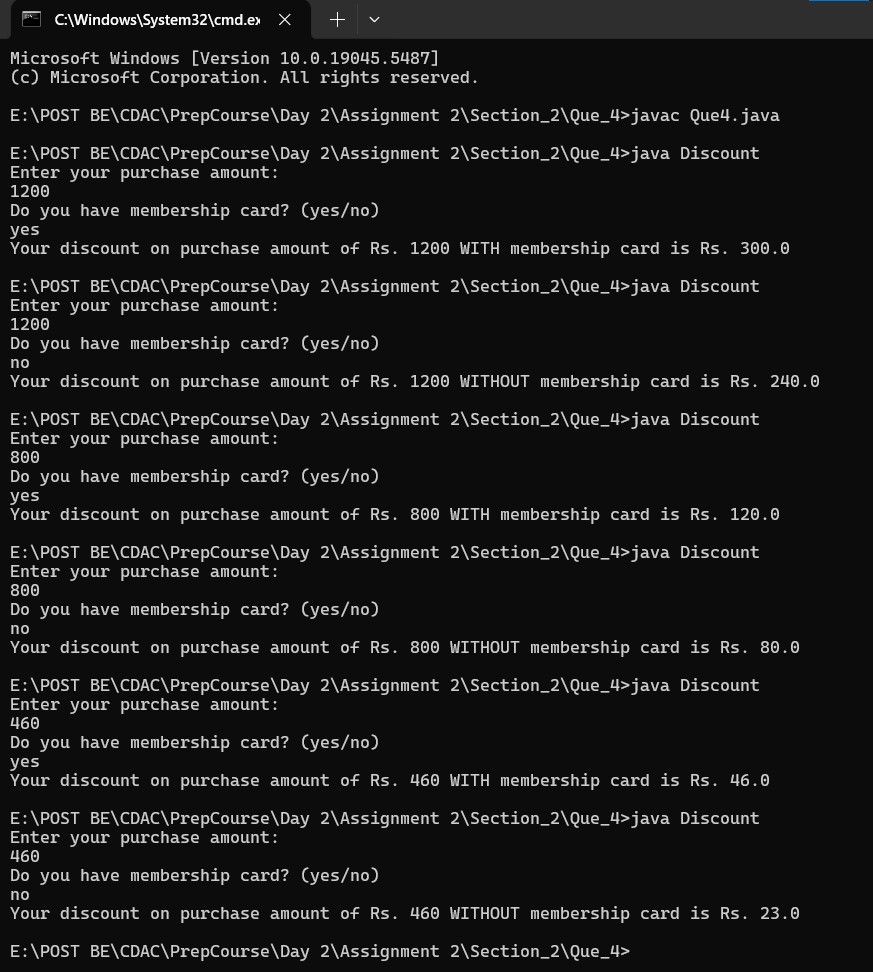 C:\Windows\System32\cmd.ex
Microsoft Windows [Version 10.0.19045.5487]
(c) Microsoft Corporation. All rights reserved.
E:\POST BE\CDAC\PrepCourse\Day 2\Assignment 2\Section_2\Que_4>javac Que4.java
E:\POST BE\CDAC\PrepCourse\Day 2\Assignment 2\Section_2\Que_4>java Discount
Enter your purchase amount:
1200
Do you have membership card? (yes/no)
yes
Your discount on purchase amount of Rs. 1200 WITH membership card is Rs. 300.0
E:\POST BE\CDAC\PrepCourse\Day 2\Assignment 2\Section_2\Que_4>java Discount
Enter your purchase amount:
1200
Do you have membership card? (yes/no)
no
Your discount on purchase amount of Rs. 1200 WITHOUT membership card is Rs. 240.0
E:\POST BE\CDAC\PrepCourse\Day 2\Assignment 2\Section_2\Que_4>java Discount
Enter your purchase amount:
800
Do you have membership card? (yes/no)
yes
Your discount on purchase amount of Rs. 800 WITH membership card is Rs. 120.0
E:\POST BE\CDAC\PrepCourse\Day 2\Assignment 2\Section_2\Que_4>java Discount
Enter your purchase amount:
800
Do you have membership card? (yes/no)
no
Your discount on purchase amount of Rs. 800 WITHOUT membership card is Rs. 80.0
E:\POST BE\CDAC\PrepCourse\Day 2\Assignment 2\Section_2\Que_4>java Discount
Enter your purchase amount:
460
Do you have membership card? (yes/no)
yes
Your discount on purchase amount of Rs. 460 WITH membership card is Rs. 46.0
E:\POST BE\CDAC\PrepCourse\Day 2\Assignment 2\Section_2\Que_4>java Discount
Enter your purchase amount:
460
Do you have membership card? (yes/no)
no
Your discount on purchase amount of Rs. 460 WITHOUT membership card is Rs. 23.0
E:\POST BE\CDAC\PrepCourse\Day 2\Assignment 2\Section_2\Que_4>